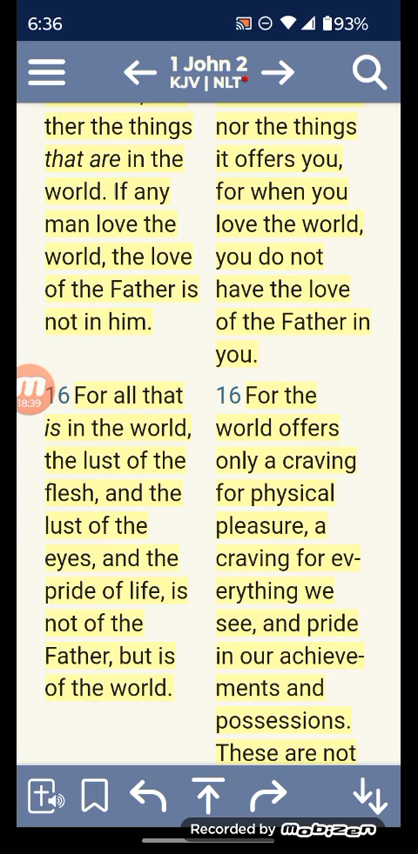 6:36
93%
1 John 2
KJV | NLT*
ther the things
that are in the
world. If any
man love the
world, the love
of the Father is
not in him.
16 For all that
is in the world,
the lust of the
flesh, and the
lust of the
eyes, and the
pride of life, is
not of the
Father, but is
of the world.
nor the things
it offers you,
for when you
love the world,
you do not
have the love
of the Father in
you.
16 For the
world offers
only a craving
for physical
pleasure, a
craving for ev-
erything we
see, and pride
in our achieve-
ments and
possessions.
These are not
18:39
Recorded by mobizen